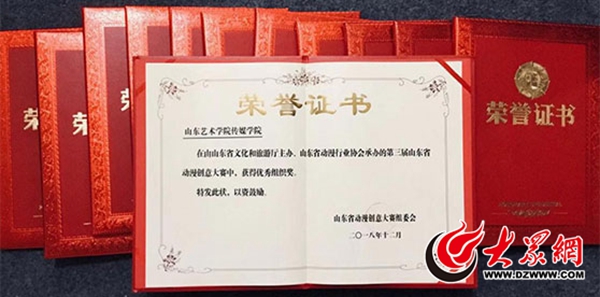 荣誉证书
山东艺术学院传媒学院
在由山东省文化和旅游厅主办、山东省动漫行业协会承办的第三届山东省
动漫创意大赛中，获得优秀组织奖。
特发此状，以资鼓励。
山东省动漫创意大赛组委会
二〇一八年十二月
荣誉证书
大众網
WWW.DZWWW.COM